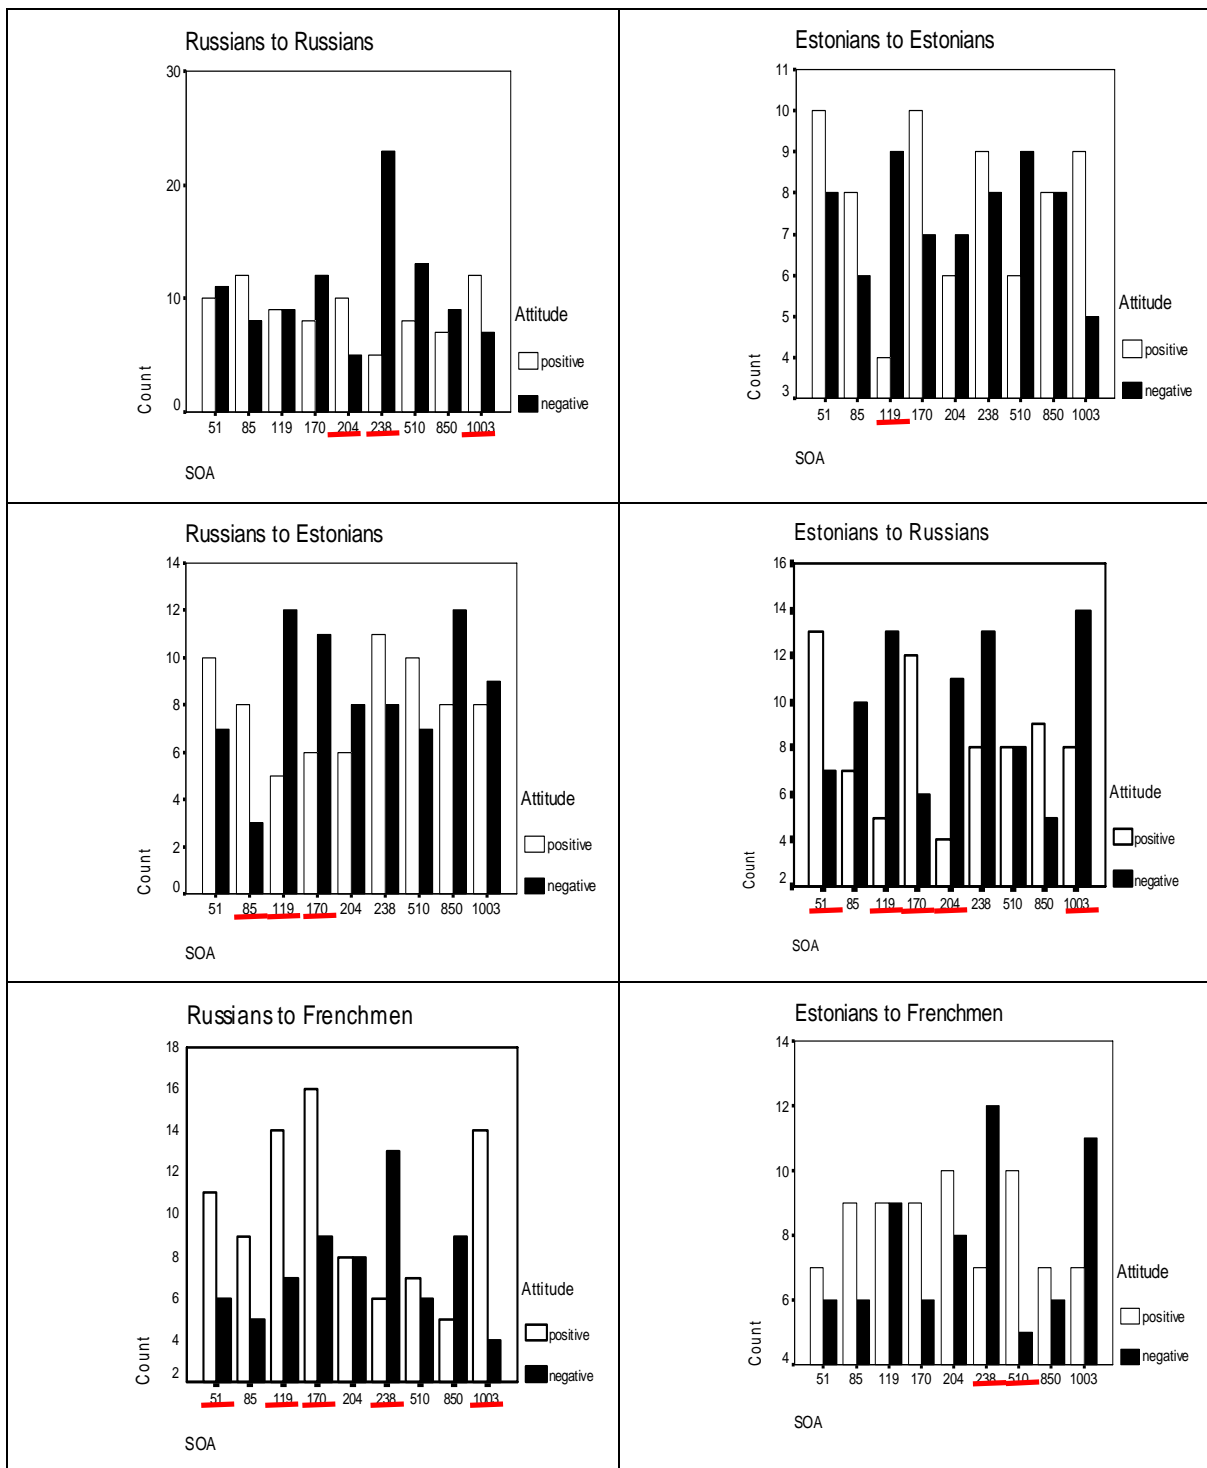 Russians to Russians
30
20
10
0
Count
51 85 119 170 204 238 510 850 1003
SOA
Attitude
positive
negative
Estonians to Estonians
11
10
9
8
7
6
5
4
3
Count
51 85 119 170 204 238 510 850 1003
SOA
Attitude
positive
negative
Russians to Estonians
14
12
10
8
6
4
2
0
Count
51 85 119 170 204 238 510 850 1003
SOA
Attitude
positive
negative
Estonians to Russians
16
14
12
10
8
6
4
2
Count
51 85 119 170 204 238 510 850 1003
SOA
Attitude
positive
negative
Russians to Frenchmen
18
16
14
12
10
8
6
4
2
Count
51 85 119 170 204 238 510 850 1003
SOA
Attitude
positive
negative
Estonians to Frenchmen
14
12
10
8
6
4
Count
51 85 119 170 204 238 510 850 1003
SOA
Attitude
positive
negative